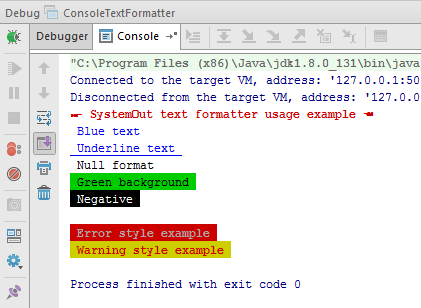 Debug ConsoleTextFormatter
Debugger Console
"C:\Program Files (x86)\Java\jdk1.8.0_131\bin\java
Connected to the target VM, address: '127.0.0.1:50
Disconnected from the target VM, address: '127.0.0
SystemOut text formatter usage example
Blue text
Underline text
Null format
Green background
Negative
Error style example
Warning style example
Process finished with exit code 0